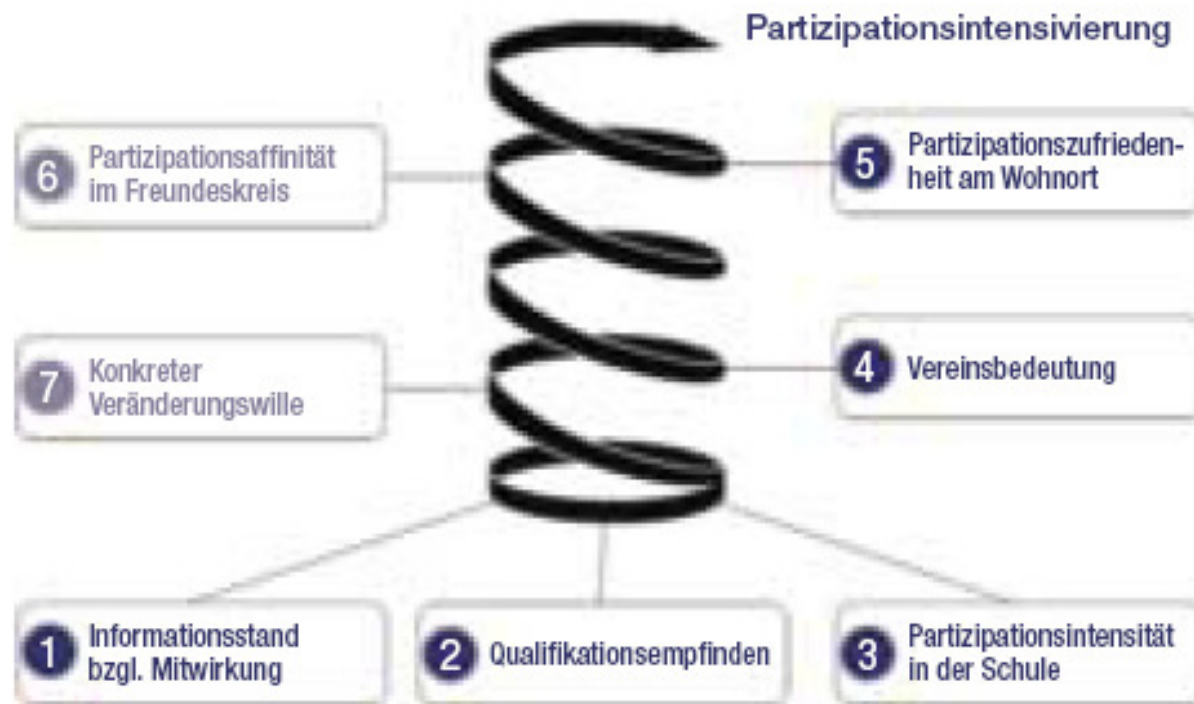 Partizipationsintensivierung
6 Partizipationsaffinität
im Freundeskreis
5 Partizipationszufrieden-
heit am Wohnort
7 Konkreter
Veränderungswille
4 Vereinsbedeutung
1 Informationsstand
bzgl. Mitwirkung
2 Qualifikationsempfinden
3 Partizipationsintensität
in der Schule